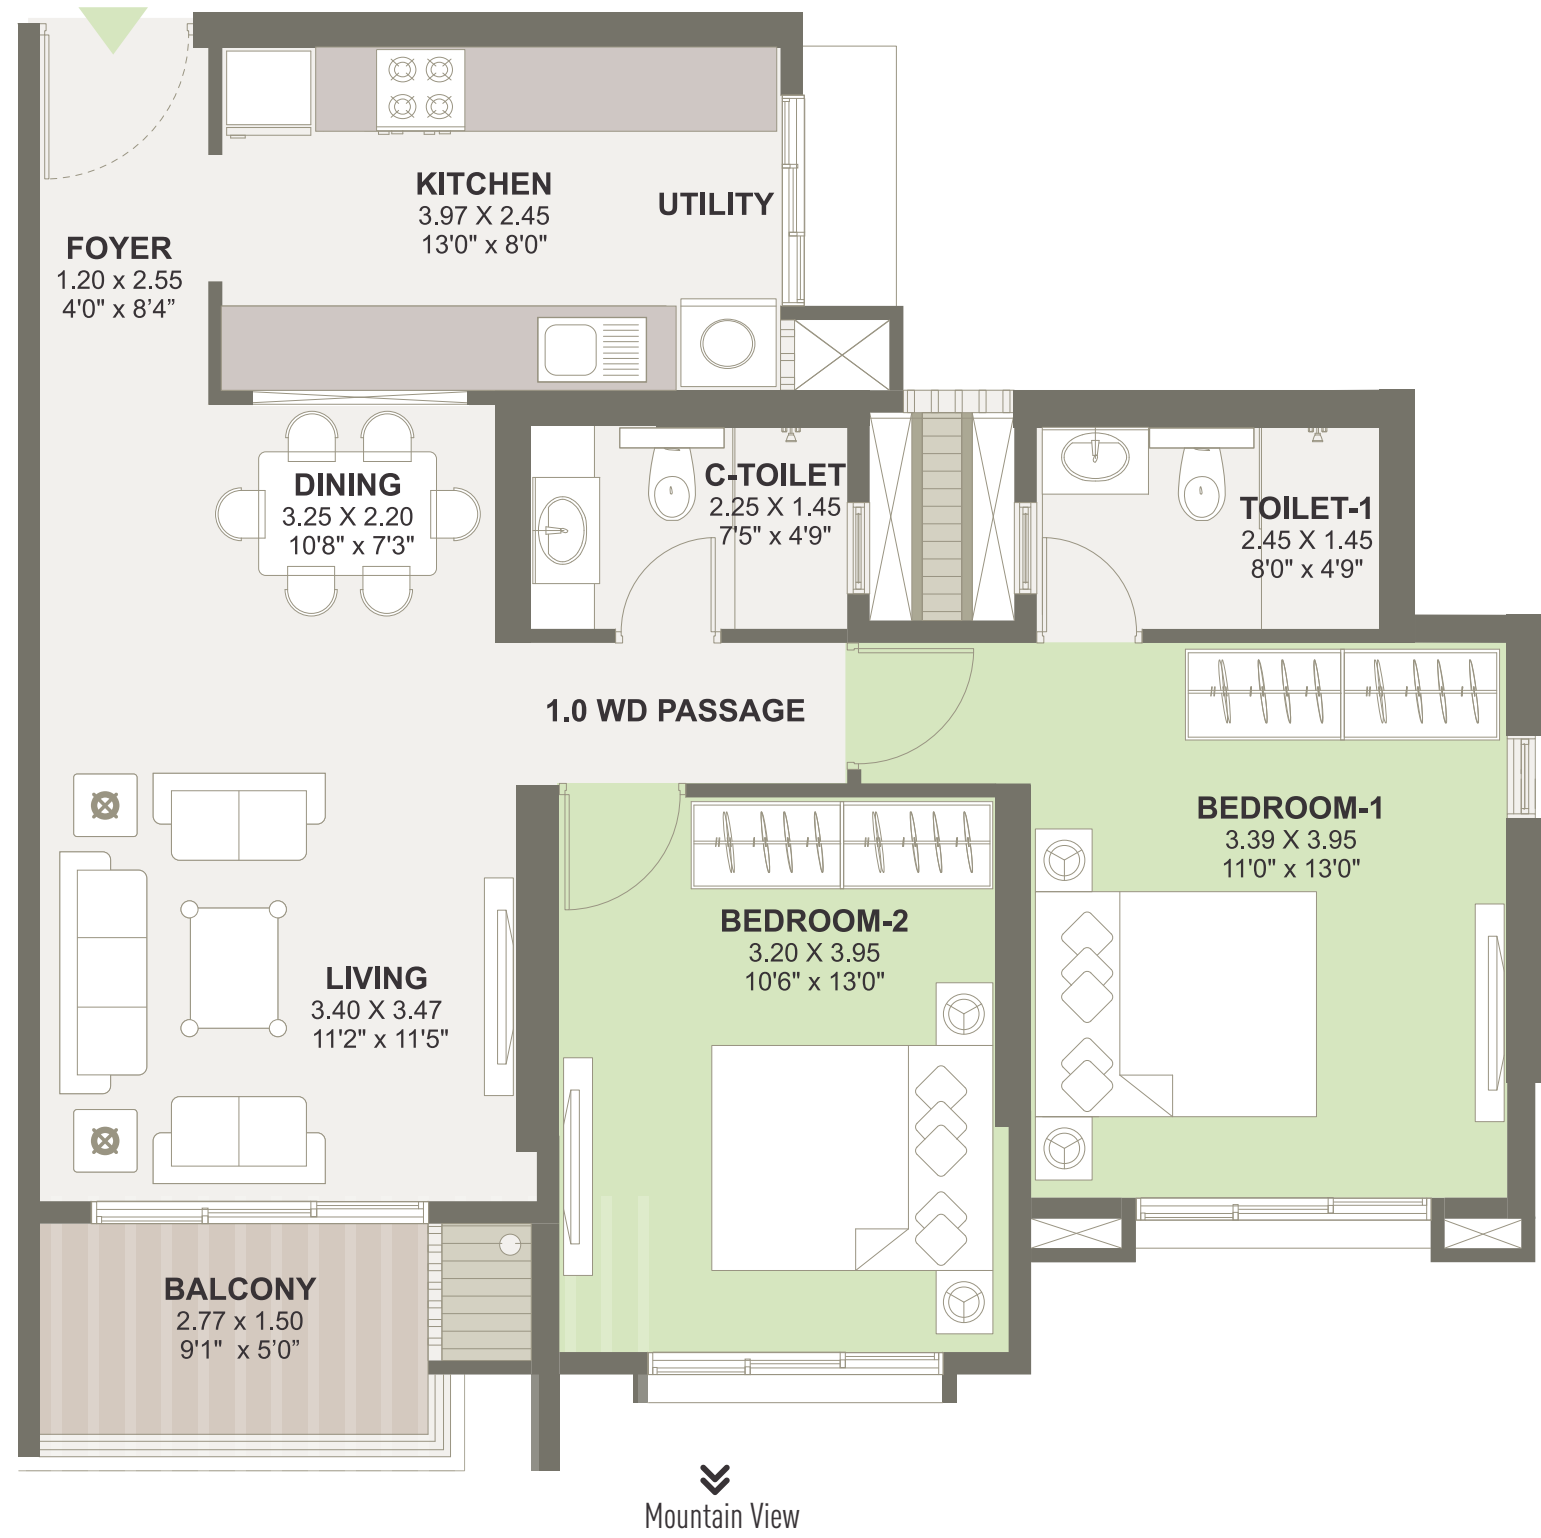 KITCHEN
3.97 X 2.45
13'0" x 8'0"
UTILITY
FOYER
1.20 x 2.55
4'0" x 8’4”
DINING
3.25 X 2.20
10'8" x 7'3"
C-TOILET
2.25 X 1.45
7'5" x 4'9"
TOILET-1
2.45 X 1.45
8'0" x 4'9"
1.0 WD PASSAGE
BEDROOM-1
3.39 X 3.95
11'0" x 13'0"
BEDROOM-2
3.20 X 3.95
10'6" x 13'0"
LIVING
3.40 X 3.47
11'2" x 11'5"
BALCONY
2.77 x 1.50
9'1" x 5’0”
Mountain View